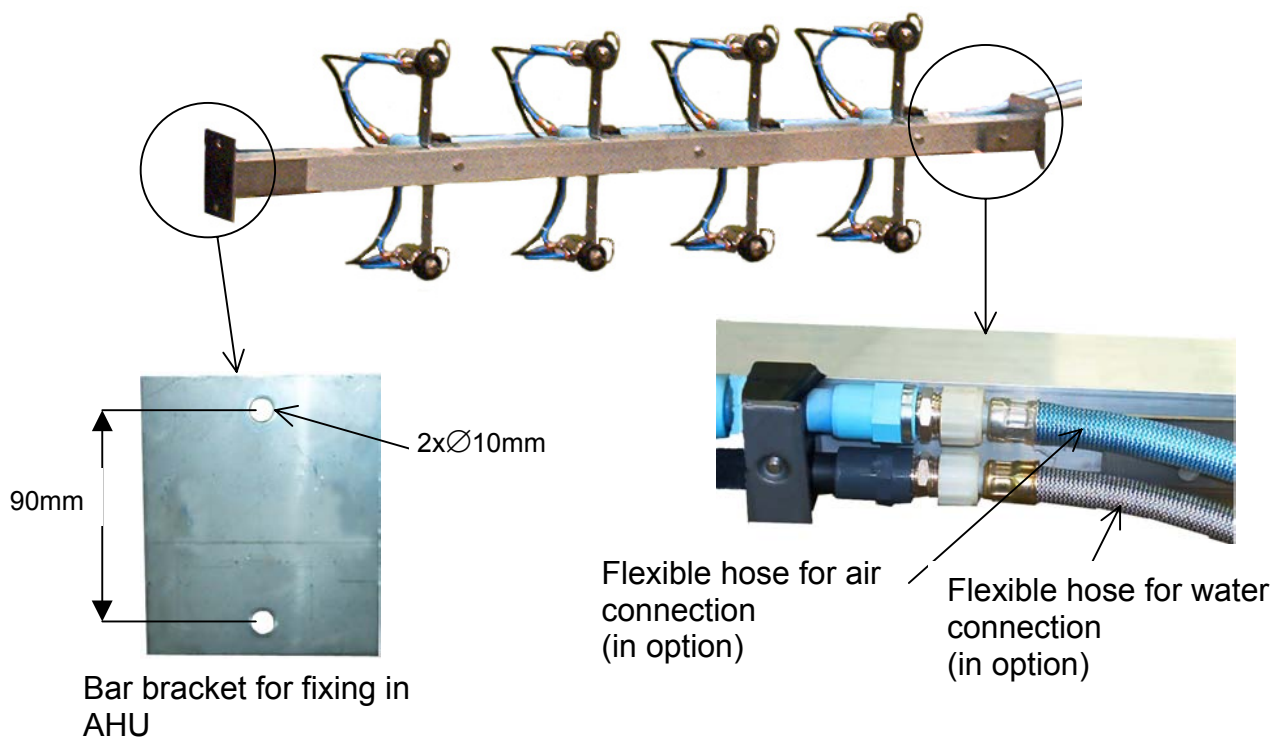 2x∅10mm
90mm
Flexible hose for air
connection
(in option)
Flexible hose for water
connection
(in option)
Bar bracket for fixing in
AHU